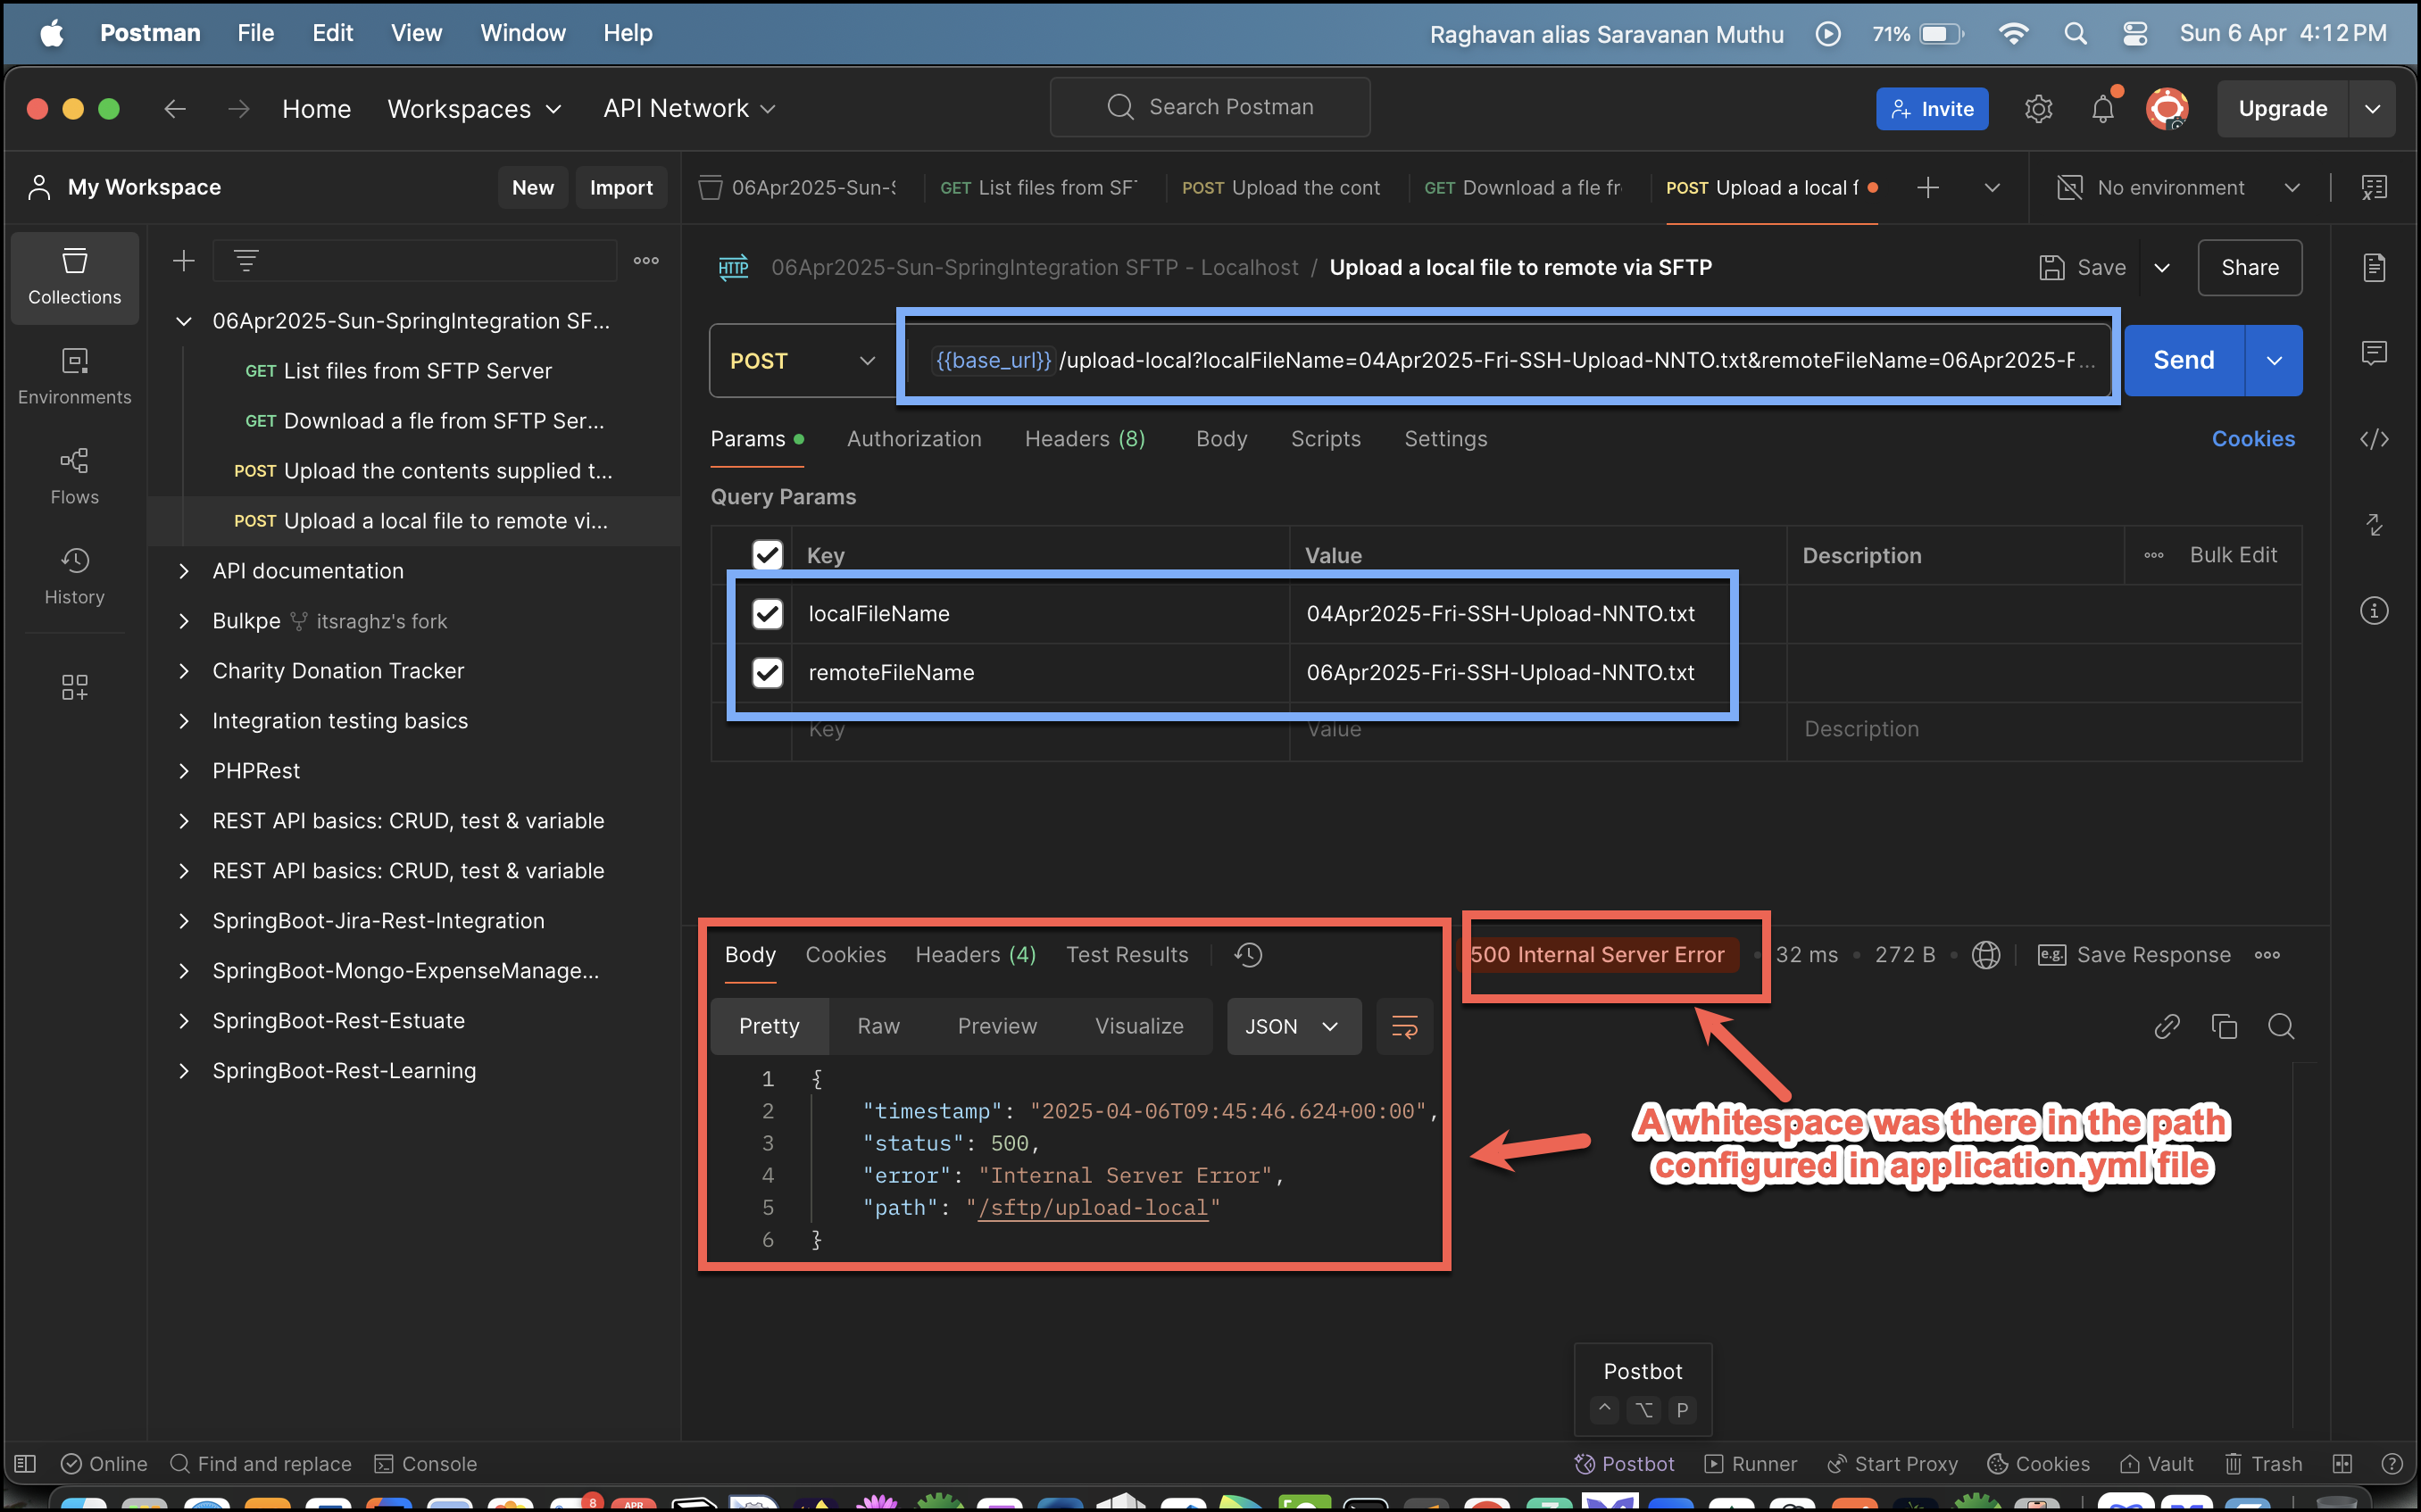 Postman File Edit View Window Help
Raghavan alias Saravanan Muthu 71% Sun 6 Apr 4:12 PM
Home Workspaces API Network
Search Postman
Invite
Upgrade
My Workspace New Import
06Apr2025-Sun-S
GET List files from SF
POST Upload the cont
GET Download a fle fr
POST Upload a local f
No environment
Collections
Environments
Flows
History
06Apr2025-Sun-SpringIntegration SF...
GET List files from SFTP Server
GET Download a fle from SFTP Ser...
POST Upload the contents supplied t...
POST Upload a local file to remote vi...
API documentation
Bulkpe itsraghz's fork
Charity Donation Tracker
Integration testing basics
PHPRest
REST API basics: CRUD, test & variable
REST API basics: CRUD, test & variable
SpringBoot-Jira-Rest-Integration
SpringBoot-Mongo-ExpenseManage...
SpringBoot-Rest-Estuate
SpringBoot-Rest-Learning
HTTP 06Apr2025-Sun-SpringIntegration SFTP - Localhost / Upload a local file to remote via SFTP
Save Share
POST {{base_url}} /upload-local?localFileName=04Apr2025-Fri-SSH-Upload-NNTO.txt&remoteFileName=06Apr2025-F...
Send
Params Authorization Headers (8) Body Scripts Settings Cookies
Query Params
Key Value Description Bulk Edit
localFileName 04Apr2025-Fri-SSH-Upload-NNTO.txt
remoteFileName 06Apr2025-Fri-SSH-Upload-NNTO.txt
Key Value Description
Body Cookies Headers (4) Test Results
500 Internal Server Error 32 ms 272 B e.g. Save Response
Pretty Raw Preview Visualize JSON
1 {
2 "timestamp": "2025-04-06T09:45:46.624+00:00",
3 "status": 500,
4 "error": "Internal Server Error",
5 "path": "/sftp/upload-local"
6 }
A whitespace was there in the path
configured in application.yml file
Postbot
^ ⌥ P
Online Find and replace Console
Postbot Runner Start Proxy Cookies Vault Trash
8
APR